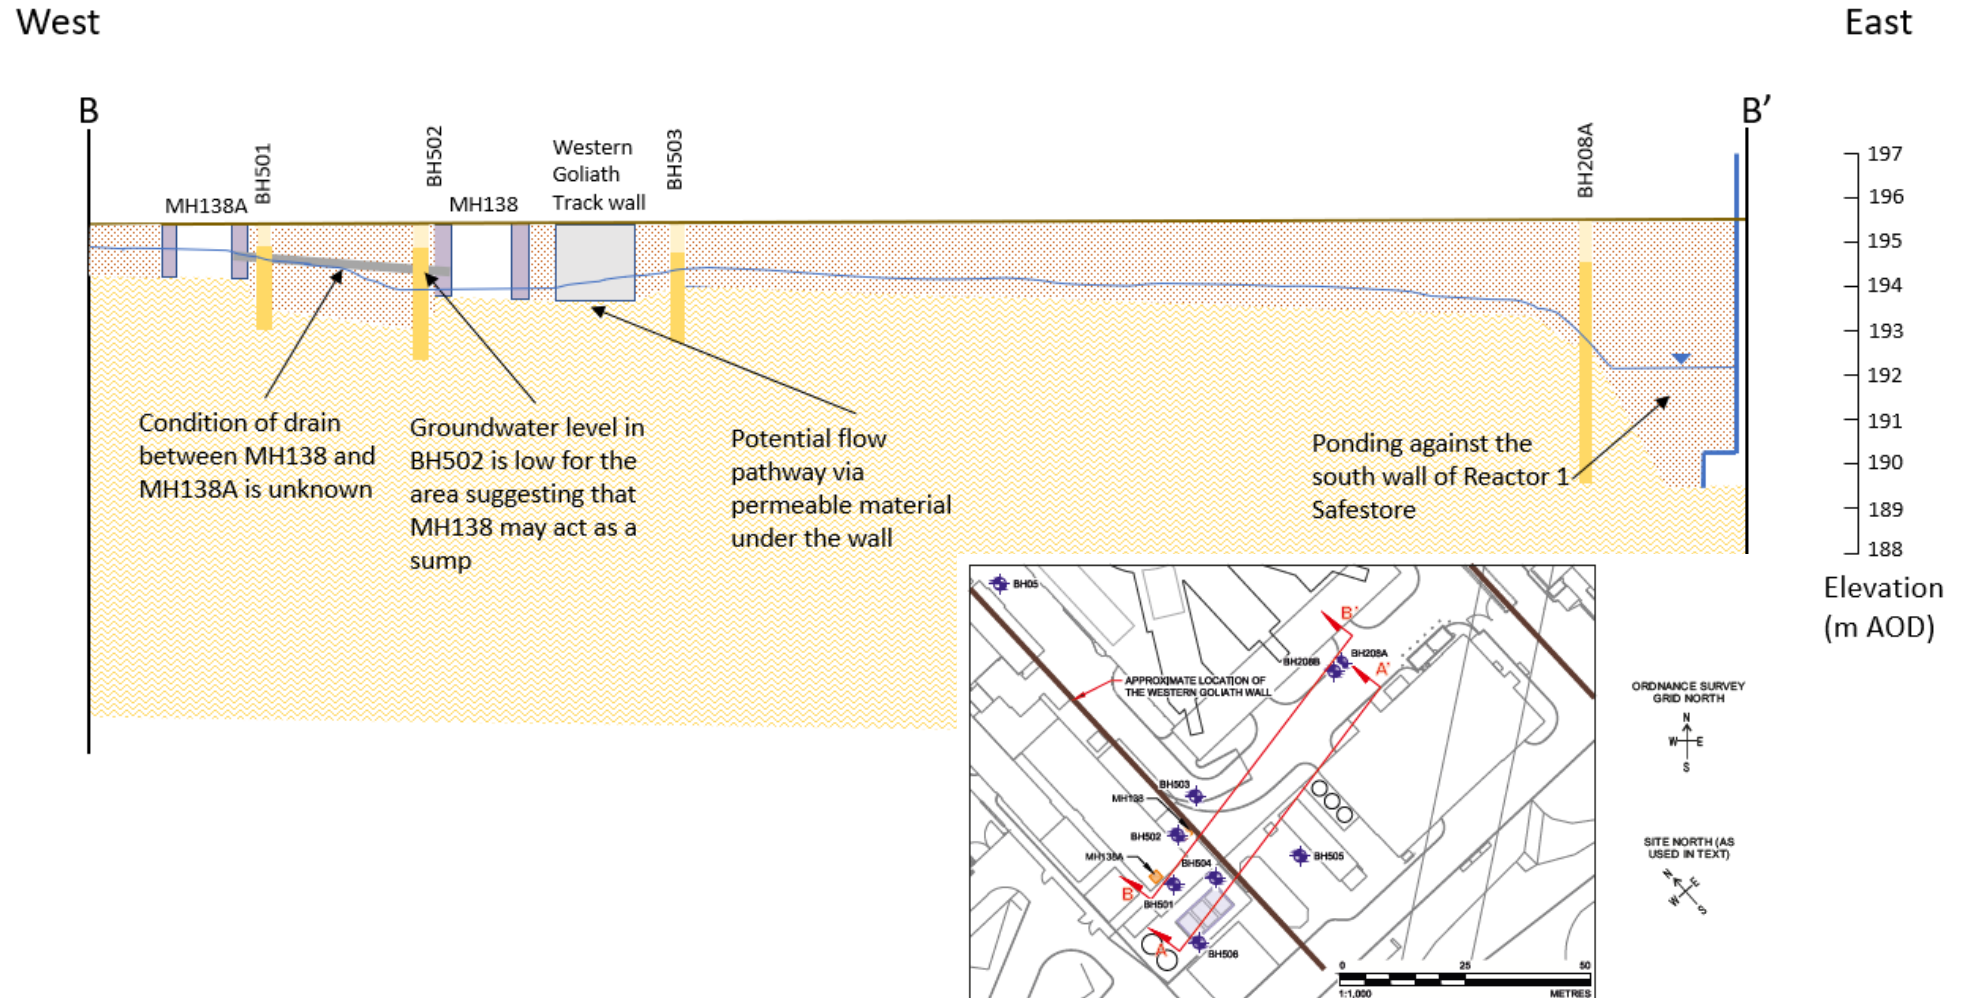 West
East
B
B’
MH138A
BH501
BH502
MH138
Western
Goliath
Track wall
BH503
BH208A
197
196
195
194
193
192
191
190
189
188
Elevation
(m AOD)
Condition of drain
between MH138 and
MH138A is unknown
Groundwater level in
BH502 is low for the
area suggesting that
MH138 may act as a
sump
Potential flow
pathway via
permeable material
under the wall
Ponding against the
south wall of Reactor 1
Safestore
BH05
B'
BH208B
BH208A
A'
APPROXIMATE LOCATION OF
THE WESTERN GOLIATH WALL
BH503
MH138
BH502
MH138A
BH504
BH505
B
BH501
A
BH506
0 25 50
1:1,000 METRES
ORDNANCE SURVEY
GRID NORTH
N
W E
S
SITE NORTH (AS
USED IN TEXT)
N E
W S